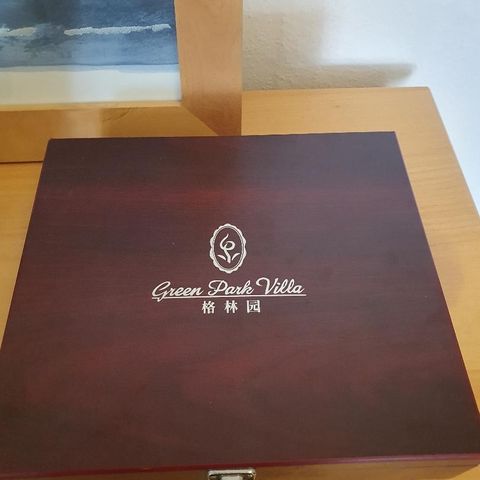 Green Park Villa
格林园